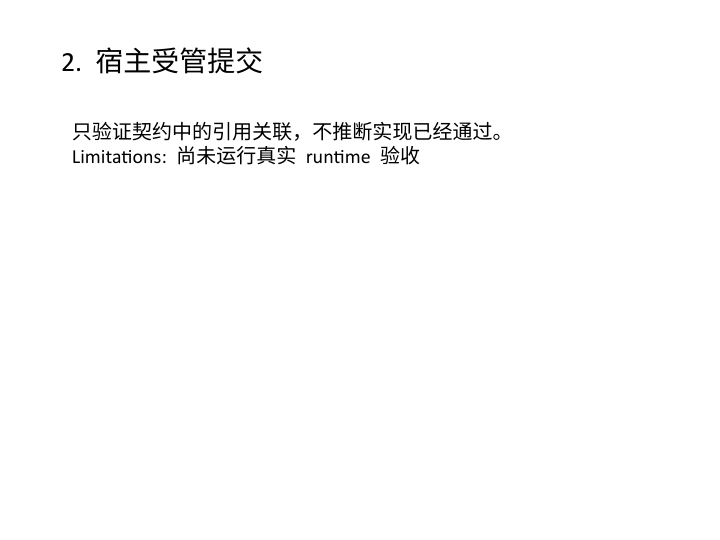 2. 宿主受管提交
只验证契约中的引用关联，不推断实现已经通过。
Limitations: 尚未运行真实 runtime 验收